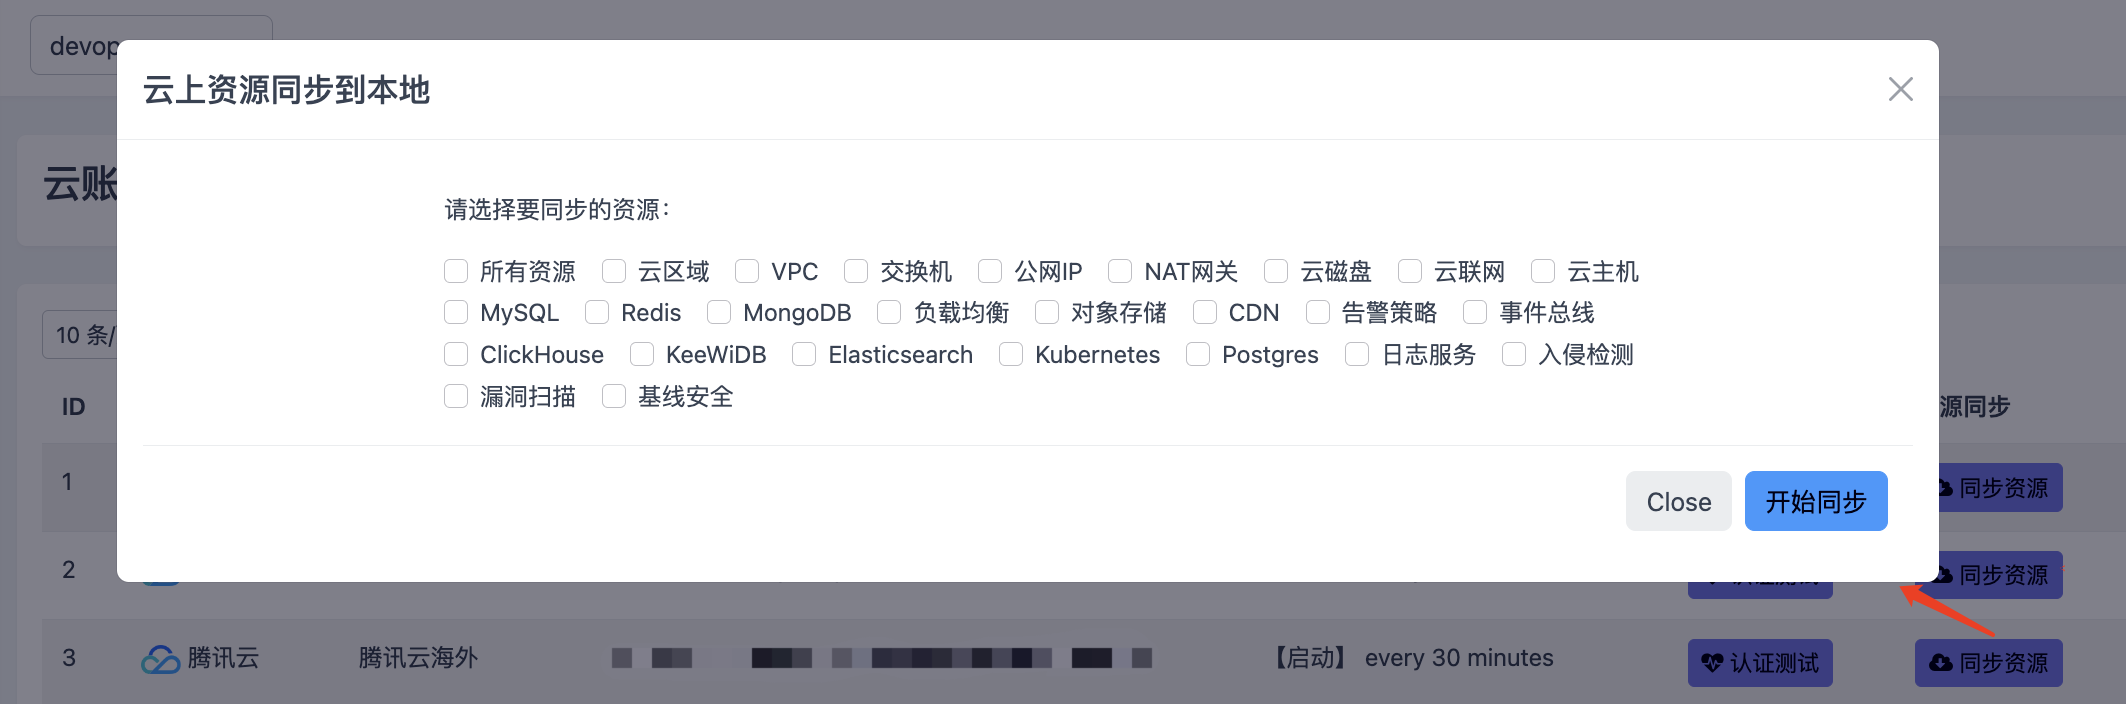 devop
云上资源同步到本地
云账
请选择要同步的资源：
所有资源 云区域 VPC 交换机 公网IP NAT网关 云磁盘 云联网 云主机
MySQL Redis MongoDB 负载均衡 对象存储 CDN 告警策略 事件总线
10 条/
ClickHouse KeeWiDB Elasticsearch Kubernetes Postgres 日志服务 入侵检测
漏洞扫描 基线安全
ID 源同步
1 同步资源
Close 开始同步
2 认证测试 同步资源
3 腾讯云 腾讯云海外 【启动】 every 30 minutes 认证测试 同步资源